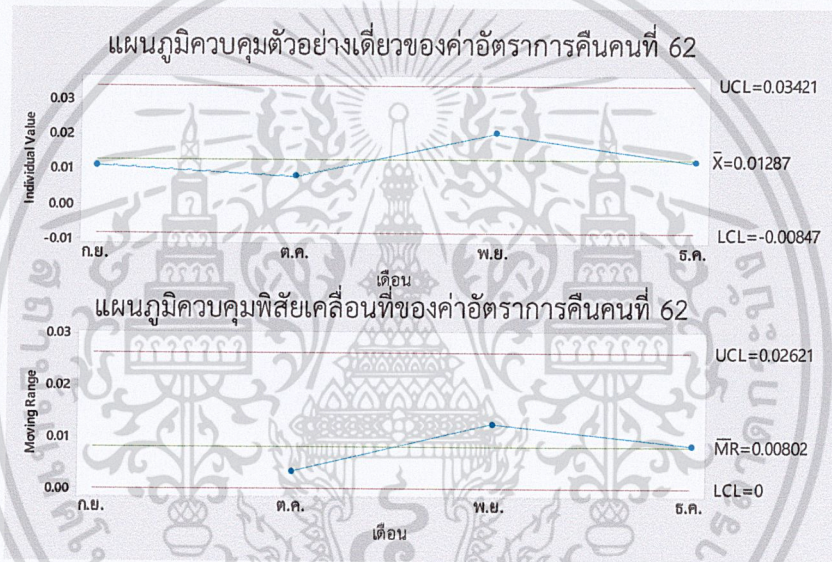 แผนภูมิควบคุมตัวอย่างเดี่ยวของค่าอัตราการคืนคนที่ 62
Individual Value
0.03
0.02
0.01
0.00
-0.01
UCL=0.03421
X̄=0.01287
LCL=-0.00847
ก.ย. ต.ค. พ.ย. ธ.ค.
เดือน
แผนภูมิควบคุมพิสัยเคลื่อนที่ของค่าอัตราการคืนคนที่ 62
Moving Range
0.03
0.02
0.01
0.00
UCL=0.02621
M̅R̅=0.00802
LCL=0
ก.ย. ต.ค. พ.ย. ธ.ค.
เดือน